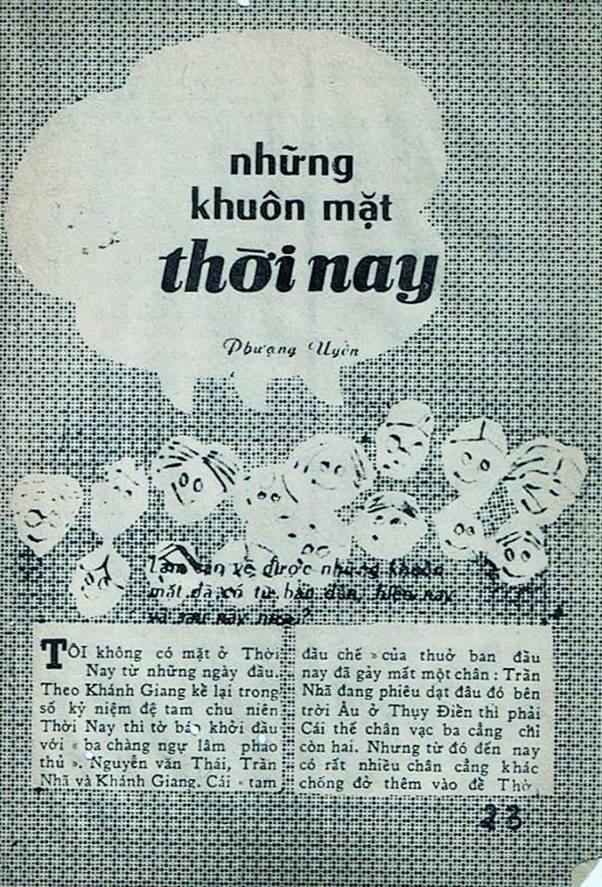 những
khuôn mặt
thời nay
Phượng Uyên
Làm sao vẽ được những khuôn
mặt đã có từ ban đầu, hiện nay
và sau này nữa?
TÔI không có mặt ở Thời
Nay từ những ngày đầu.
Theo Khánh Giang kể lại trong
số kỷ niệm đệ tam chu niên
Thời Nay thì tờ báo khởi đầu
với « ba chàng ngự lâm pháo
thủ ». Nguyễn văn Thái, Trần
Nhã và Khánh Giang. Cái « tam
đầu chế » của thuở ban đầu
nay đã gảy mất một chân : Trần
Nhã đang phiêu dạt đâu đó bên
trời Âu ở Thụy Điển thì phải
Cái thế chân vạc ba cẳng chỉ
còn hai. Nhưng từ đó đến nay
có rất nhiều chân cẳng khác
chống đở thêm vào để Thờ
23